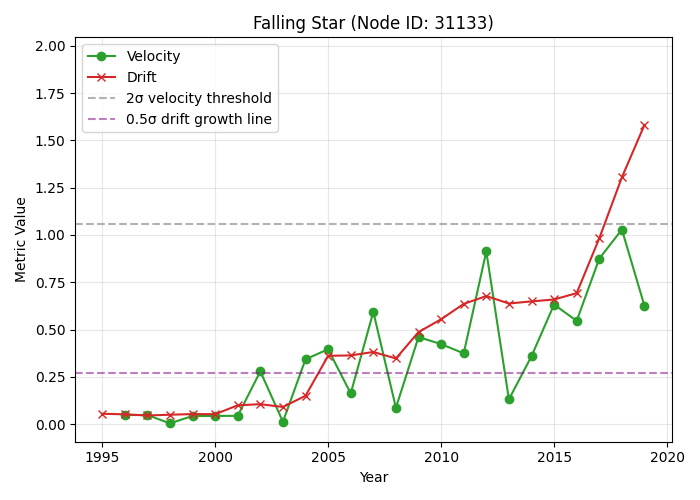 Falling Star (Node ID: 31133)
Velocity
Drift
2σ velocity threshold
0.5σ drift growth line
Metric Value
2.00
1.75
1.50
1.25
1.00
0.75
0.50
0.25
0.00
1995
2000
2005
2010
2015
2020
Year